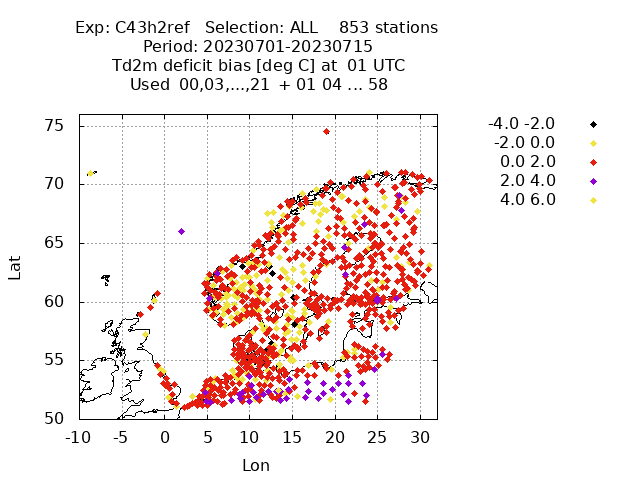 Exp: C43h2ref   Selection: ALL    853 stations
Period: 20230701-20230715
Td2m deficit bias [deg C] at  01 UTC
Used  00,03,...,21  + 01 04 ... 58
-4.0 -2.0
-2.0 0.0
0.0 2.0
2.0 4.0
4.0 6.0
75
70
65
60
55
50
Lat
-10 -5 0 5 10 15 20 25 30
Lon